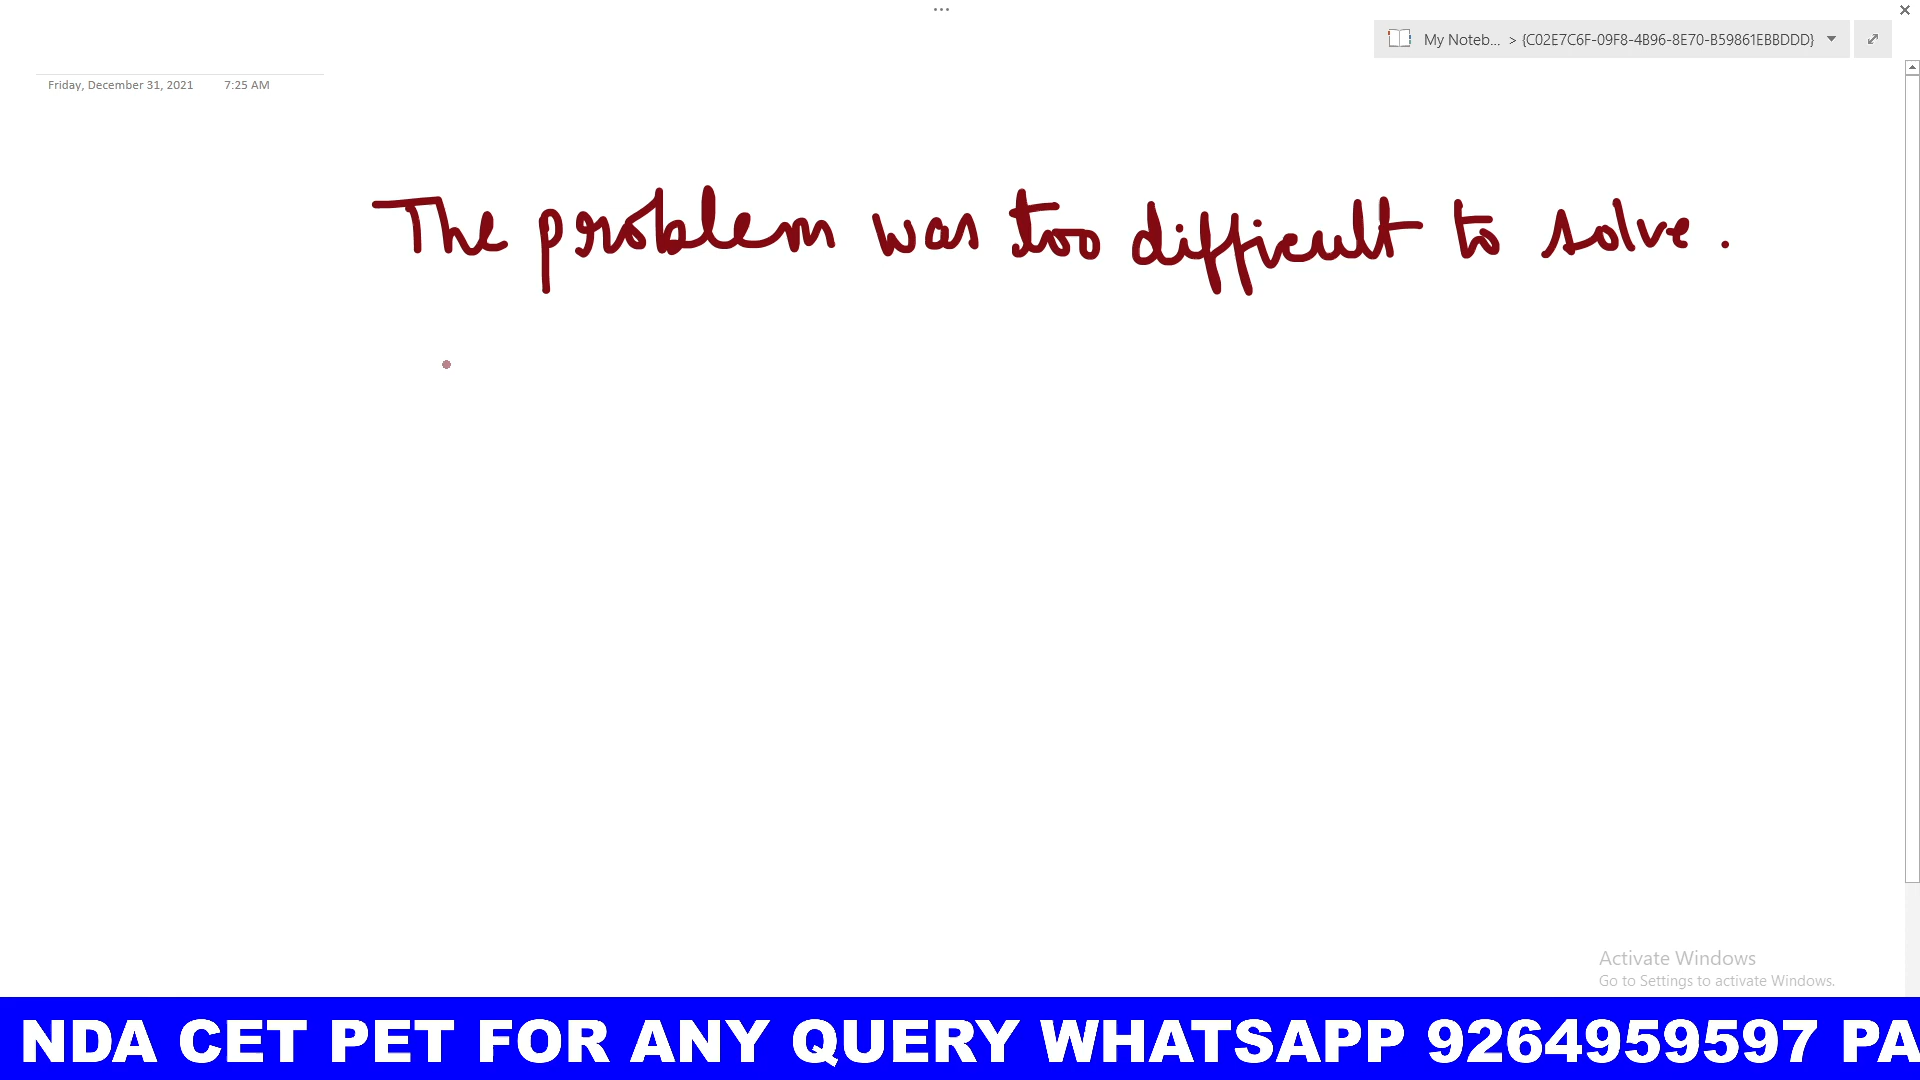 ...
My Noteb... > {C02E7C6F-09F8-4B96-8E70-B59861EBBDDD}
Friday, December 31, 2021 7:25 AM
The problem was too difficult to solve.
Activate Windows
Go to Settings to activate Windows.
NDA CET PET FOR ANY QUERY WHATSAPP 9264959597 PA